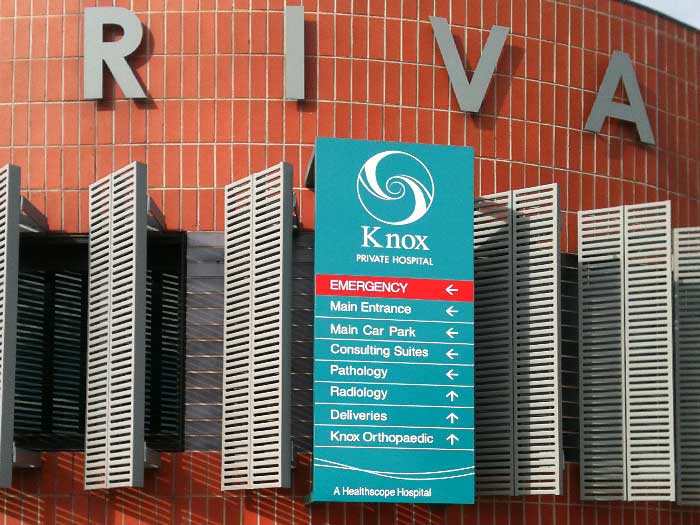 RIVA
Knox
PRIVATE HOSPITAL
EMERGENCY ←
Main Entrance ←
Main Car Park ←
Consulting Suites ←
Pathology ←
Radiology ↑
Deliveries ↑
Knox Orthopaedic ↑
A Healthscope Hospital